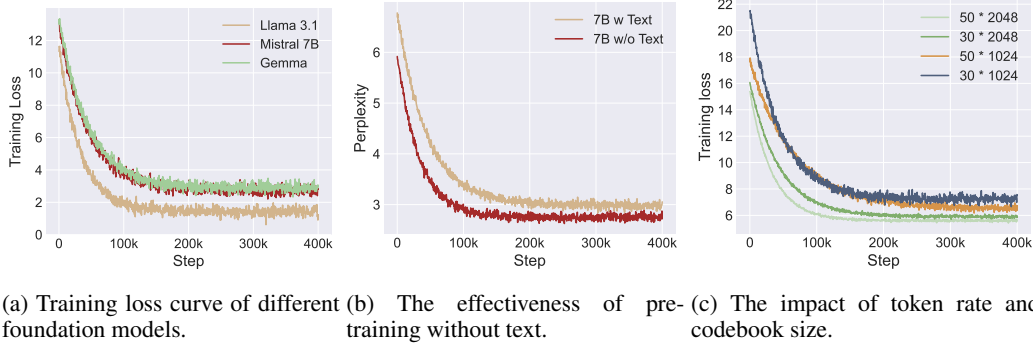 Training Loss
12
10
8
6
4
2
0
0
100k
200k
300k
400k
Step
Llama 3.1
Mistral 7B
Gemma
(a) Training loss curve of different
foundation models.
Perplexity
6
5
4
3
0
100k
200k
300k
400k
Step
7B w Text
7B w/o Text
(b) The effectiveness of pre-
training without text.
Training loss
22
20
18
16
14
12
10
8
6
0
100k
200k
300k
400k
Step
50 * 2048
30 * 2048
50 * 1024
30 * 1024
(c) The impact of token rate and
codebook size.